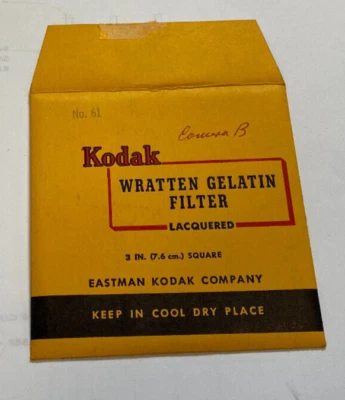 No. 61
Camera B
Kodak
WRATTEN GELATIN
FILTER
LACQUERED
3 IN. (7.6 cm.) SQUARE
EASTMAN KODAK COMPANY
KEEP IN COOL DRY PLACE